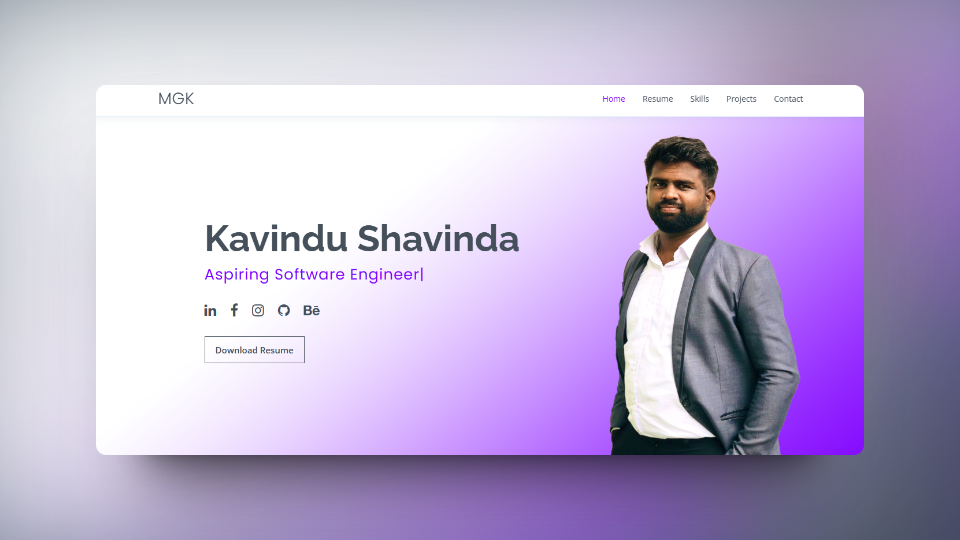 MGK
Home Resume Skills Projects Contact
Kavindu Shavinda
Aspiring Software Engineer|
in f Bē
Download Resume